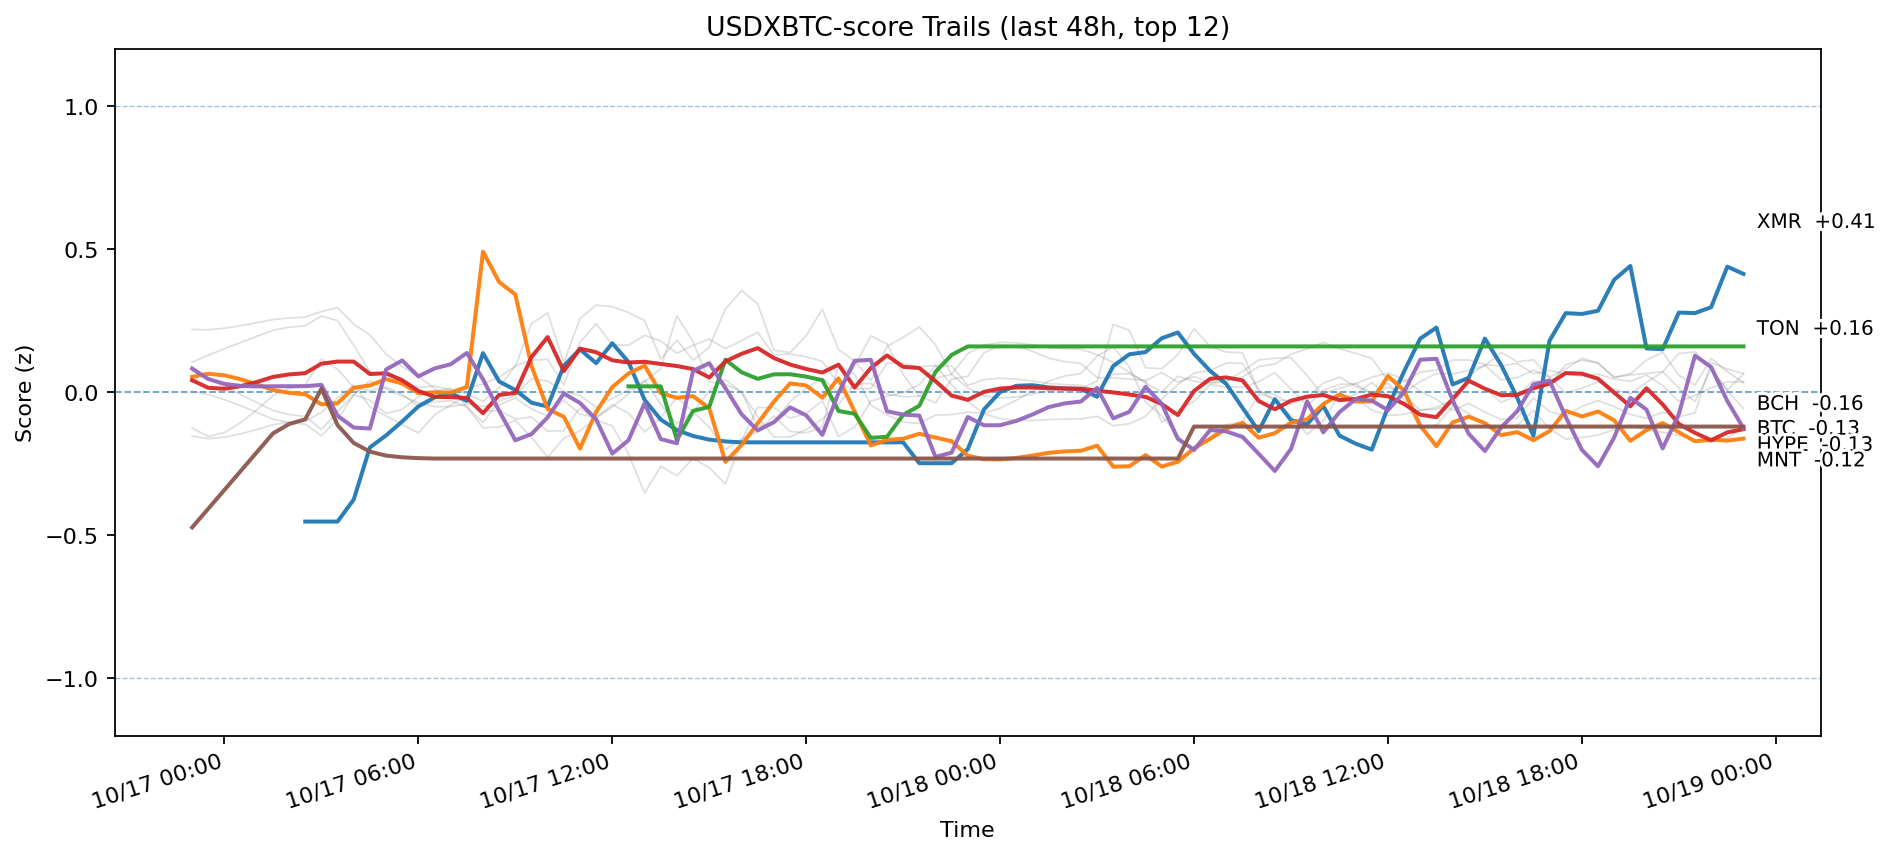 USDXBTC-score Trails (last 48h, top 12)
Score (z)
1.0
0.5
0.0
−0.5
−1.0
XMR +0.41
TON +0.16
BCH -0.16
BTC -0.13
HYPE -0.13
MNT -0.12
10/17 00:00
10/17 06:00
10/17 12:00
10/17 18:00
10/18 00:00
10/18 06:00
10/18 12:00
10/18 18:00
10/19 00:00
Time